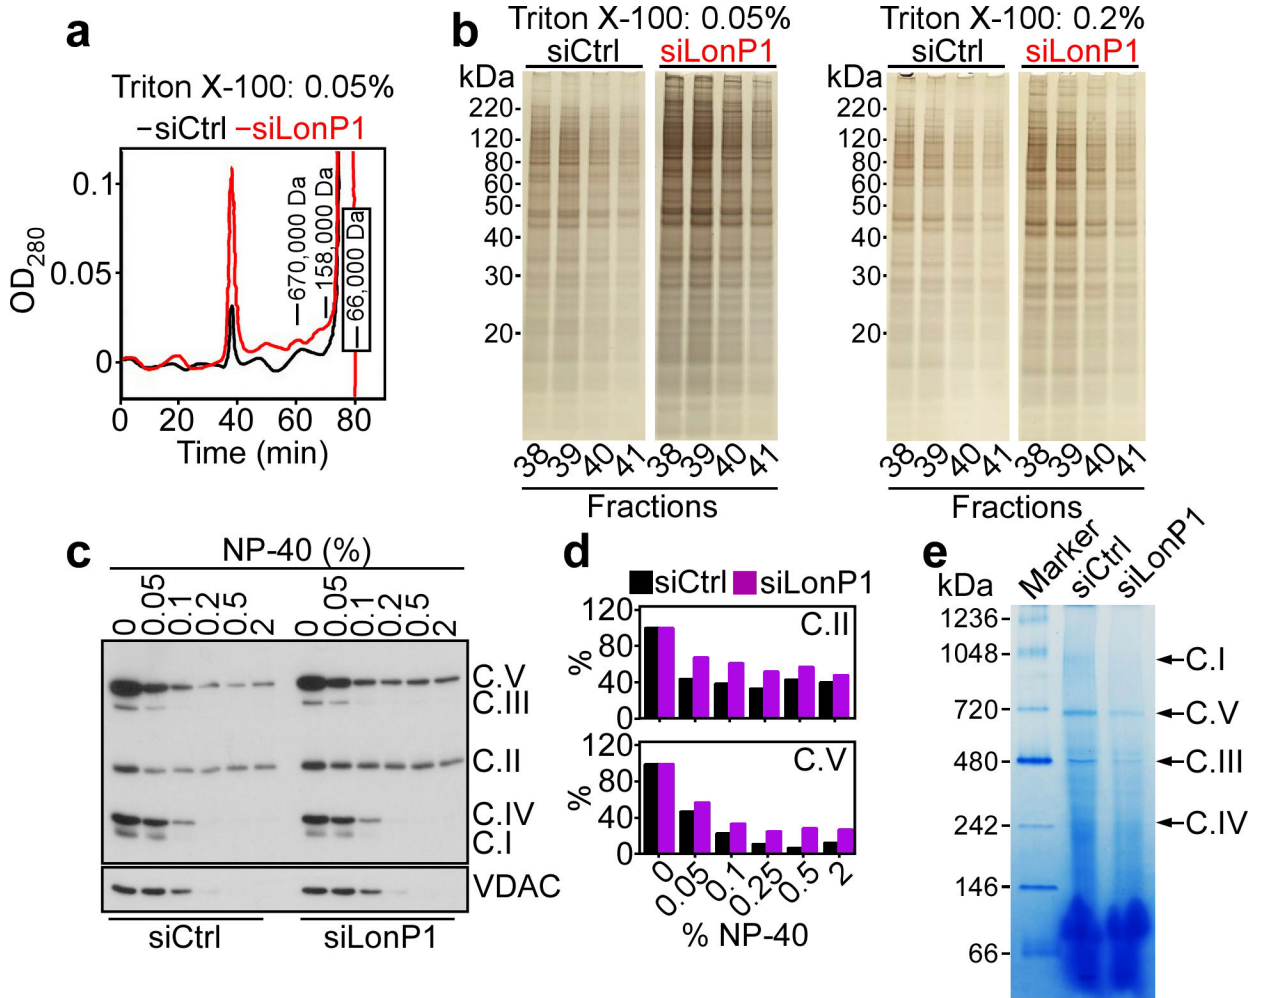 a
Triton X-100: 0.05%
–siCtrl –siLonP1
OD280
0.1
0.05
0
670,000 Da
158,000 Da
66,000 Da
0 20 40 60 80
Time (min)
b
Triton X-100: 0.05%
siCtrl siLonP1
kDa
220-
120-
80-
60-
50-
40-
30-
20-
38 39 40 41 38 39 40 41
Fractions
Triton X-100: 0.2%
siCtrl siLonP1
kDa
220-
120-
80-
60-
50-
40-
30-
20-
38 39 40 41 38 39 40 41
Fractions
c
NP-40 (%)
0 0.05 0.1 0.2 0.5 2 0 0.05 0.1 0.2 0.5 2
C.V
C.III
C.II
C.IV
C.I
VDAC
siCtrl siLonP1
d
siCtrl siLonP1
120
80
40
0
%
C.II
120
80
40
0
%
C.V
0 0.05 0.1 0.25 0.5 2
% NP-40
e
kDa Marker siCtrl siLonP1
1236-
1048-
720-
480-
242-
146-
66-
C.I
C.V
C.III
C.IV